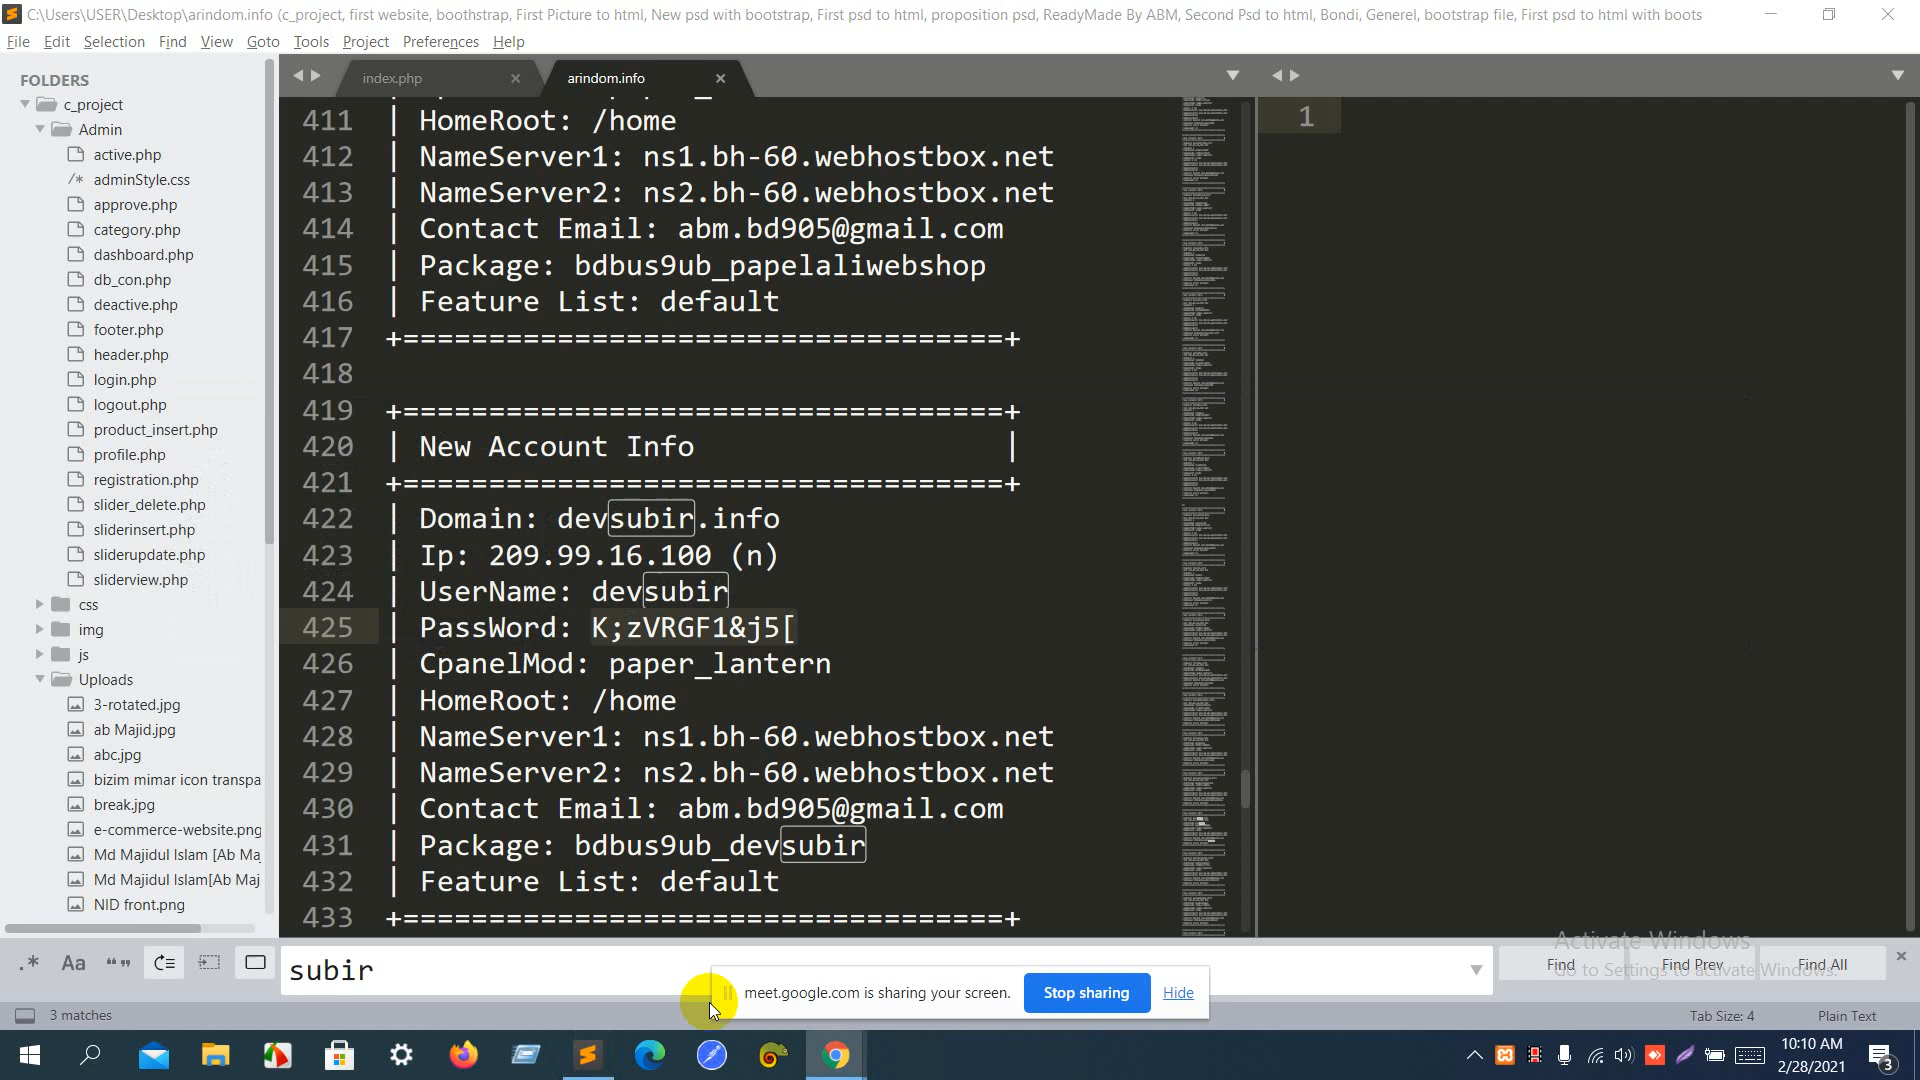 C:\Users\USER\Desktop\arindom.info (c_project, first website, boothstrap, First Picture to html, New psd with bootstrap, First psd to html, proposition psd, ReadyMade By ABM, Second Psd to html, Bondi, Generel, bootstrap file, First psd to html with boots
File Edit Selection Find View Goto Tools Project Preferences Help
FOLDERS
c_project
Admin
active.php
adminStyle.css
approve.php
category.php
dashboard.php
db_con.php
deactive.php
footer.php
header.php
login.php
logout.php
product_insert.php
profile.php
registration.php
slider_delete.php
sliderinsert.php
sliderupdate.php
sliderview.php
css
img
js
Uploads
3-rotated.jpg
ab Majid.jpg
abc.jpg
bizim mimar icon transpa
break.jpg
e-commerce-website.png
Md Majidul Islam [Ab Ma
Md Majidul Islam[Ab Maj
NID front.png
index.php arindom.info
411 | HomeRoot: /home
412 | NameServer1: ns1.bh-60.webhostbox.net
413 | NameServer2: ns2.bh-60.webhostbox.net
414 | Contact Email: abm.bd905@gmail.com
415 | Package: bdbus9ub_papelaliwebshop
416 | Feature List: default
417 +===================================+
418
419 +===================================+
420 | New Account Info |
421 +===================================+
422 | Domain: devsubir.info
423 | Ip: 209.99.16.100 (n)
424 | UserName: devsubir
425 | PassWord: K;zVRGF1&j5[
426 | CpanelMod: paper_lantern
427 | HomeRoot: /home
428 | NameServer1: ns1.bh-60.webhostbox.net
429 | NameServer2: ns2.bh-60.webhostbox.net
430 | Contact Email: abm.bd905@gmail.com
431 | Package: bdbus9ub_devsubir
432 | Feature List: default
433 +===================================+
1
Activate Windows
Go to Settings to activate Windows.
.* Aa “” subir Find Find Prev Find All
meet.google.com is sharing your screen. Stop sharing Hide
3 matches Tab Size: 4 Plain Text
10:10 AM
2/28/2021
3